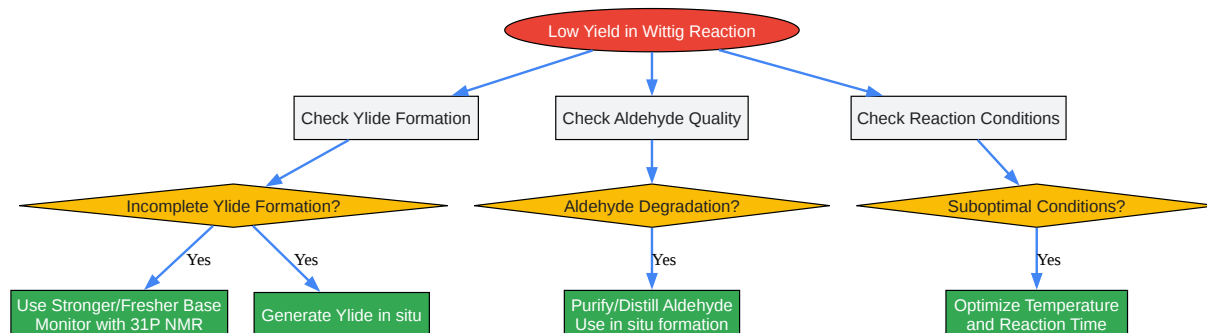 Low Yield in Wittig Reaction
Check Ylide Formation
Check Aldehyde Quality
Check Reaction Conditions
Incomplete Ylide Formation?
Aldehyde Degradation?
Suboptimal Conditions?
Yes
Yes
Yes
Yes
Use Stronger/Fresher Base
Monitor with 31P NMR
Generate Ylide in situ
Purify/Distill Aldehyde
Use in situ formation
Optimize Temperature
and Reaction Time